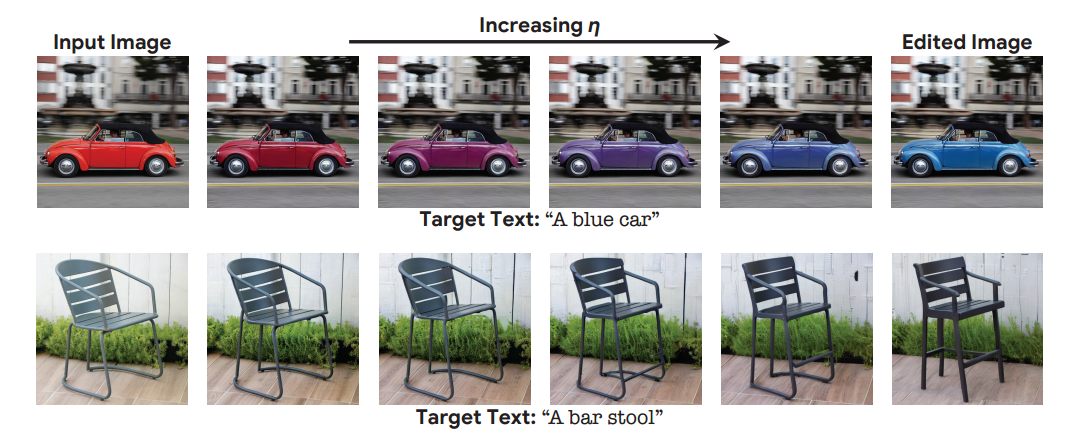 Increasing η
Input Image
Edited Image
Target Text: “A blue car”
Target Text: “A bar stool”